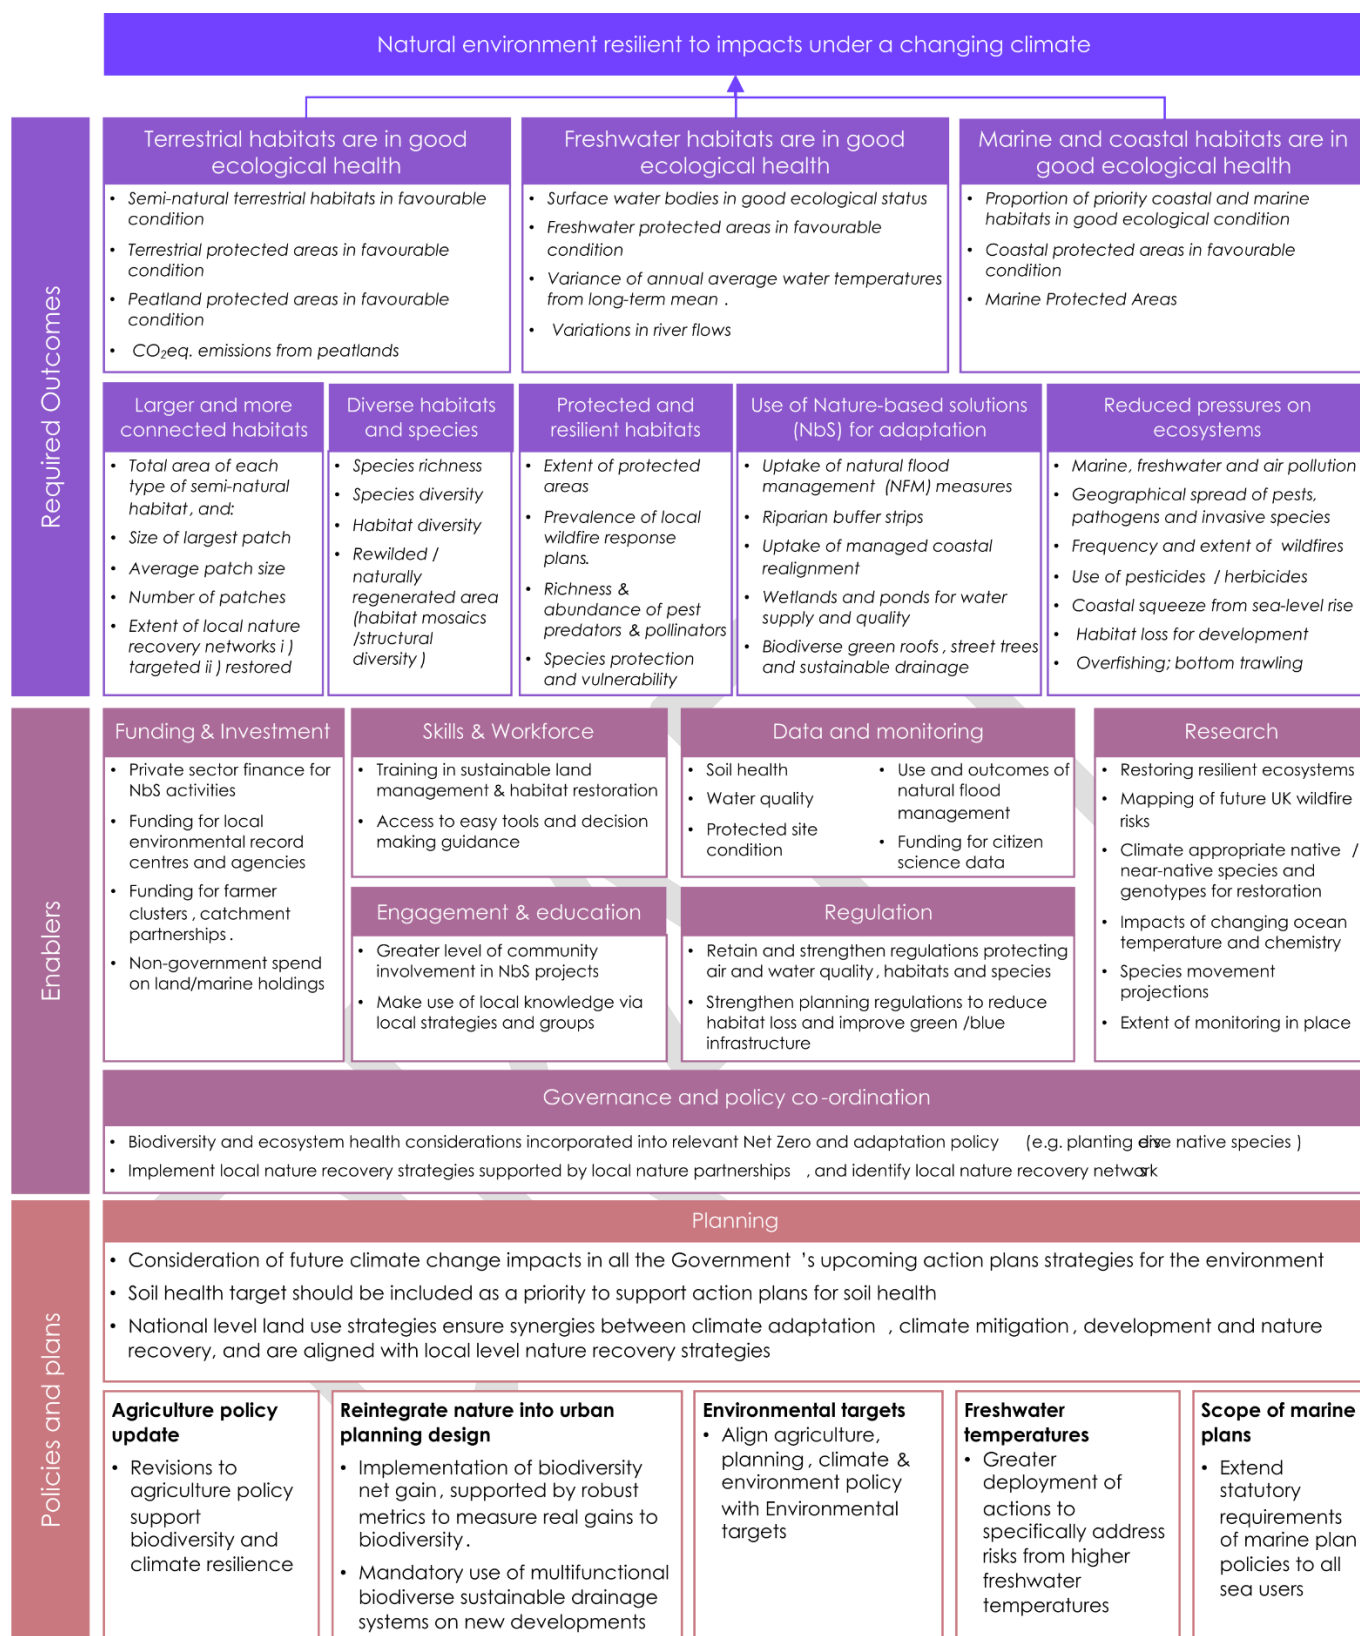 Natural environment resilient to impacts under a changing climate
Required Outcomes
Terrestrial habitats are in good
ecological health
• Semi-natural terrestrial habitats in favourable
condition
• Terrestrial protected areas in favourable
condition
• Peatland protected areas in favourable
condition
• CO₂eq. emissions from peatlands
Freshwater habitats are in good
ecological health
• Surface water bodies in good ecological status
• Freshwater protected areas in favourable
condition
• Variance of annual average water temperatures
from long-term mean .
• Variations in river flows
Marine and coastal habitats are in
good ecological health
• Proportion of priority coastal and marine
habitats in good ecological condition
• Coastal protected areas in favourable
condition
• Marine Protected Areas
Larger and more
connected habitats
• Total area of each
type of semi-natural
habitat, and:
• Size of largest patch
• Average patch size
• Number of patches
• Extent of local nature
recovery networks i )
targeted ii ) restored
Diverse habitats
and species
• Species richness
• Species diversity
• Habitat diversity
• Rewilded /
naturally
regenerated area
(habitat mosaics
/structural
diversity )
Protected and
resilient habitats
• Extent of protected
areas
• Prevalence of local
wildfire response
plans.
• Richness &
abundance of pest
predators & pollinators
• Species protection
and vulnerability
Use of Nature-based solutions
(NbS) for adaptation
• Uptake of natural flood
management (NFM) measures
• Riparian buffer strips
• Uptake of managed coastal
realignment
• Wetlands and ponds for water
supply and quality
• Biodiverse green roofs , street trees
and sustainable drainage
Reduced pressures on
ecosystems
• Marine, freshwater and air pollution
• Geographical spread of pests,
pathogens and invasive species
• Frequency and extent of wildfires
• Use of pesticides / herbicides
• Coastal squeeze from sea-level rise
• Habitat loss for development
• Overfishing; bottom trawling
Enablers
Funding & Investment
• Private sector finance for
NbS activities
• Funding for local
environmental record
centres and agencies
• Funding for farmer
clusters , catchment
partnerships .
• Non-government spend
on land/marine holdings
Skills & Workforce
• Training in sustainable land
management & habitat restoration
• Access to easy tools and decision
making guidance
Data and monitoring
• Soil health
• Water quality
• Protected site
condition
• Use and outcomes of
natural flood
management
• Funding for citizen
science data
Research
• Restoring resilient ecosystems
• Mapping of future UK wildfire
risks
• Climate appropriate native /
near-native species and
genotypes for restoration
• Impacts of changing ocean
temperature and chemistry
• Species movement
projections
• Extent of monitoring in place
Engagement & education
• Greater level of community
involvement in NbS projects
• Make use of local knowledge via
local strategies and groups
Regulation
• Retain and strengthen regulations protecting
air and water quality, habitats and species
• Strengthen planning regulations to reduce
habitat loss and improve green /blue
infrastructure
Governance and policy co-ordination
• Biodiversity and ecosystem health considerations incorporated into relevant Net Zero and adaptation policy (e.g. planting native species )
• Implement local nature recovery strategies supported by local nature partnerships , and identify local nature recovery
Policies and plans
Planning
• Consideration of future climate change impacts in all the Government 's upcoming action plans strategies for the environment
• Soil health target should be included as a priority to support action plans for soil health
• National level land use strategies ensure synergies between climate adaptation , climate mitigation , development and nature
recovery, and are aligned with local level nature recovery strategies
Agriculture policy
update
• Revisions to
agriculture policy
support
biodiversity and
climate resilience
Reintegrate nature into urban
planning design
• Implementation of biodiversity
net gain, supported by robust
metrics to measure real gains to
biodiversity.
• Mandatory use of multifunctional
biodiverse sustainable drainage
systems on new developments
Environmental targets
• Align agriculture,
planning , climate &
environment policy
with Environmental
targets
Freshwater
temperatures
• Greater
deployment of
actions to
specifically address
risks from higher
freshwater
temperatures
Scope of marine
plans
• Extend
statutory
requirements
of marine plan
policies to all
sea users